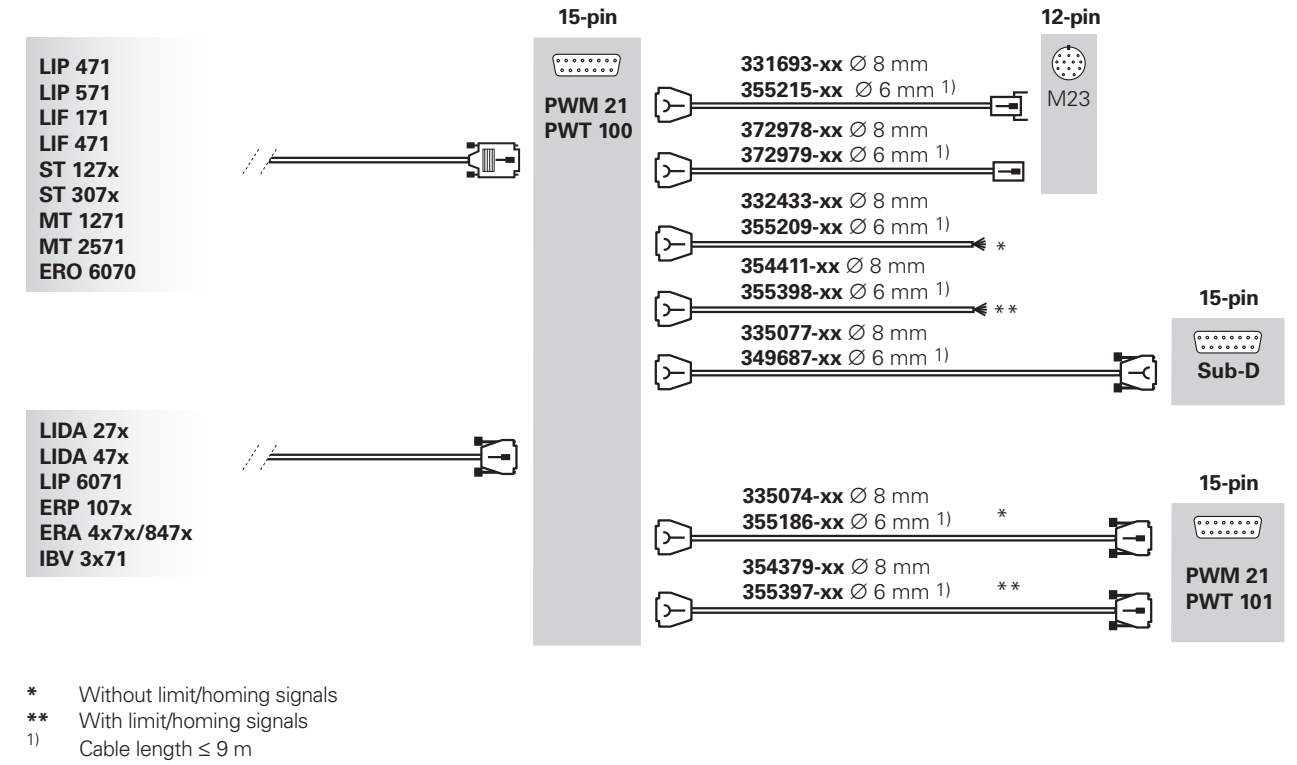 15-pin
12-pin
LIP 471
LIP 571
LIF 171
LIF 471
ST 127x
ST 307x
MT 1271
MT 2571
ERO 6070
PWM 21
PWT 100
331693-xx Ø 8 mm
355215-xx Ø 6 mm 1)
M23
372978-xx Ø 8 mm
372979-xx Ø 6 mm 1)
332433-xx Ø 8 mm
355209-xx Ø 6 mm 1)
*
354411-xx Ø 8 mm
355398-xx Ø 6 mm 1)
**
335077-xx Ø 8 mm
349687-xx Ø 6 mm 1)
15-pin
Sub-D
LIDA 27x
LIDA 47x
LIP 6071
ERP 107x
ERA 4x7x/847x
IBV 3x71
335074-xx Ø 8 mm
355186-xx Ø 6 mm 1) *
354379-xx Ø 8 mm
355397-xx Ø 6 mm 1) **
15-pin
PWM 21
PWT 101
* Without limit/homing signals
** With limit/homing signals
1) Cable length ≤ 9 m